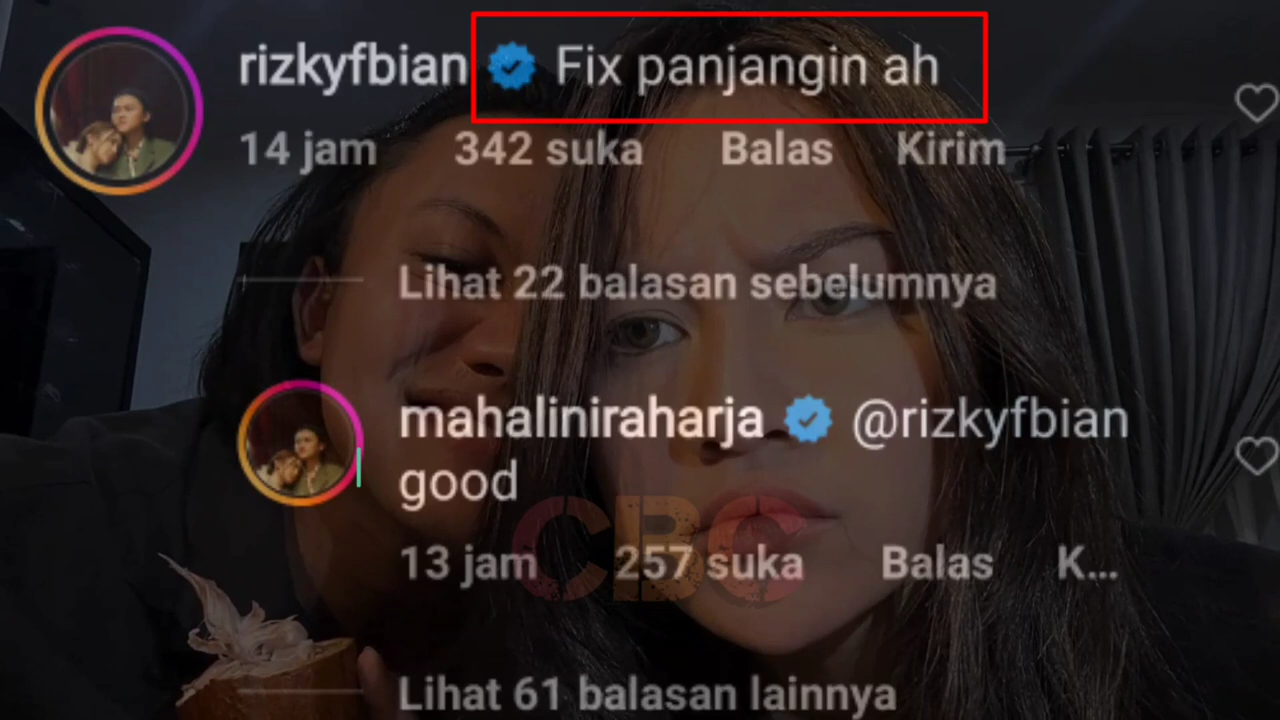 rizkyfbian Fix panjangin ah
14 jam 342 suka Balas Kirim
Lihat 22 balasan sebelumnya
mahaliniraharja @rizkyfbian
good
CBC
13 jam 257 suka Balas K...
Lihat 61 balasan lainnya